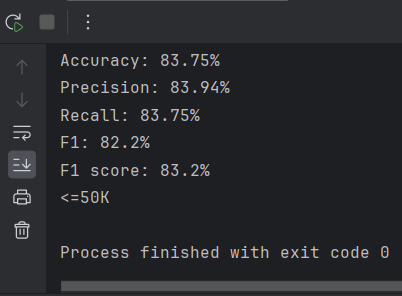 Accuracy: 83.75%
Precision: 83.94%
Recall: 83.75%
F1: 82.2%
F1 score: 83.2%
<=50K
Process finished with exit code 0